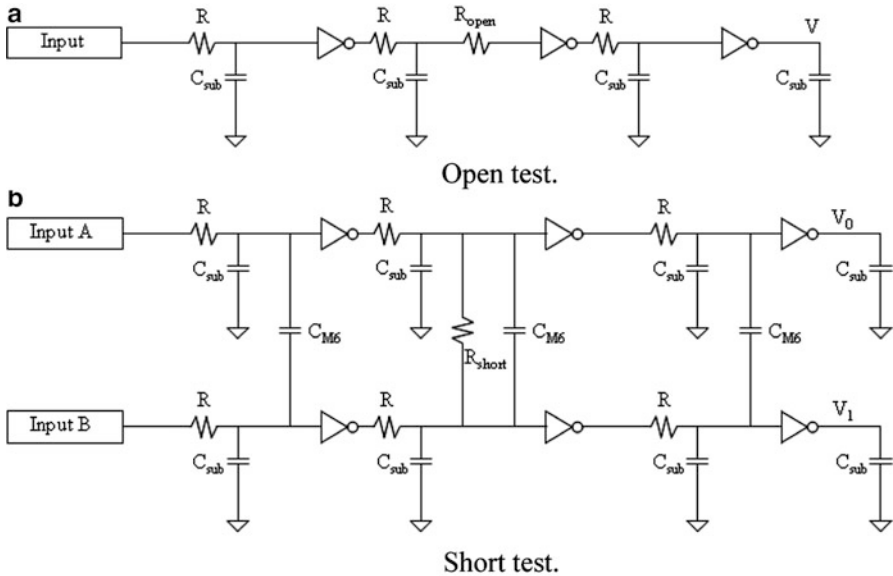 a
R R R_open R V
Input
C_sub C_sub C_sub C_sub
Open test.
b
R R R V_0
Input A
C_sub C_sub C_sub C_sub
C_M6 R_short C_M6 C_M6
R R R V_1
Input B
C_sub C_sub C_sub C_sub
Short test.